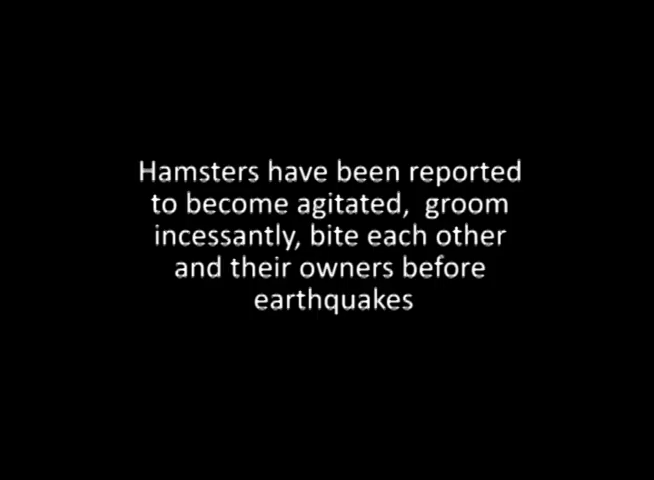 Hamsters have been reported
to become agitated,  groom
incessantly, bite each other
and their owners before
earthquakes